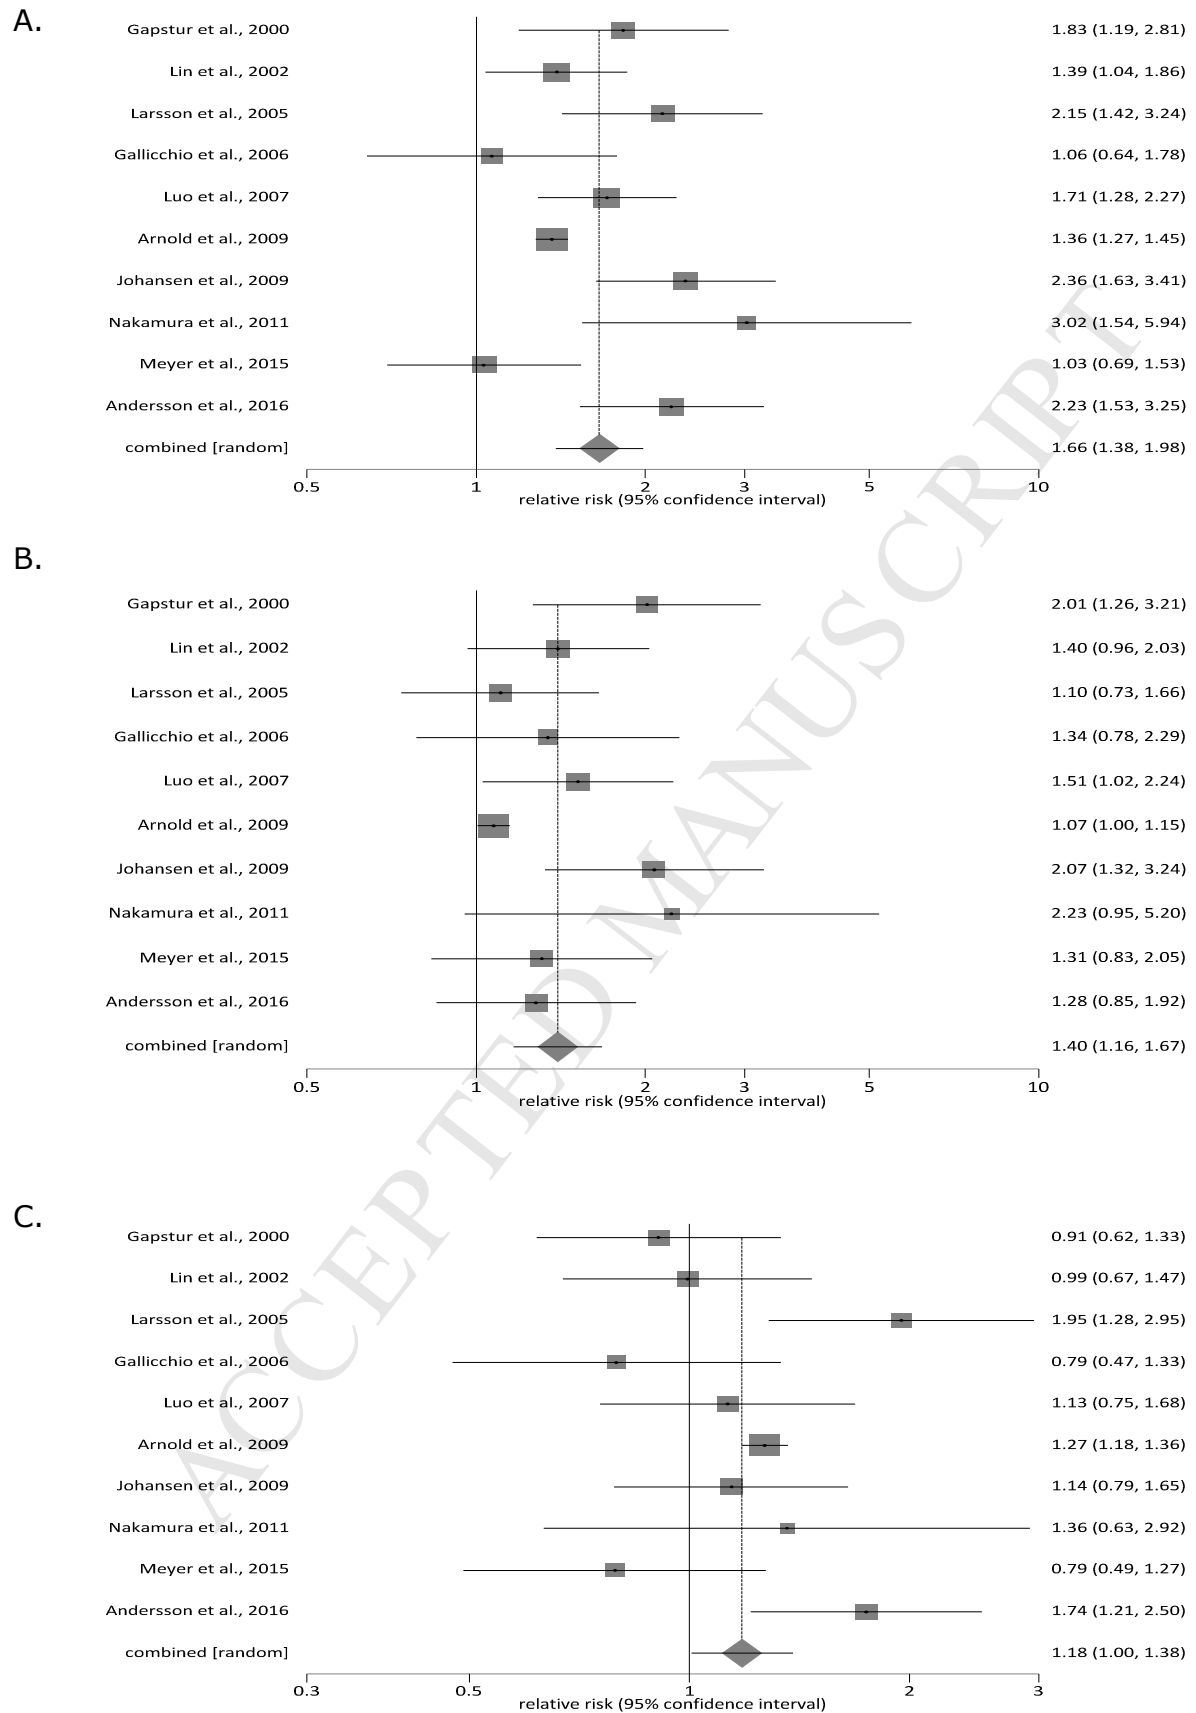 A.
Gapstur et al., 2000 1.83 (1.19, 2.81)
Lin et al., 2002 1.39 (1.04, 1.86)
Larsson et al., 2005 2.15 (1.42, 3.24)
Gallicchio et al., 2006 1.06 (0.64, 1.78)
Luo et al., 2007 1.71 (1.28, 2.27)
Arnold et al., 2009 1.36 (1.27, 1.45)
Johansen et al., 2009 2.36 (1.63, 3.41)
Nakamura et al., 2011 3.02 (1.54, 5.94)
Meyer et al., 2015 1.03 (0.69, 1.53)
Andersson et al., 2016 2.23 (1.53, 3.25)
combined [random] 1.66 (1.38, 1.98)
0.5 1 2 3 5 10
relative risk (95% confidence interval)
B.
Gapstur et al., 2000 2.01 (1.26, 3.21)
Lin et al., 2002 1.40 (0.96, 2.03)
Larsson et al., 2005 1.10 (0.73, 1.66)
Gallicchio et al., 2006 1.34 (0.78, 2.29)
Luo et al., 2007 1.51 (1.02, 2.24)
Arnold et al., 2009 1.07 (1.00, 1.15)
Johansen et al., 2009 2.07 (1.32, 3.24)
Nakamura et al., 2011 2.23 (0.95, 5.20)
Meyer et al., 2015 1.31 (0.83, 2.05)
Andersson et al., 2016 1.28 (0.85, 1.92)
combined [random] 1.40 (1.16, 1.67)
0.5 1 2 3 5 10
relative risk (95% confidence interval)
C.
Gapstur et al., 2000 0.91 (0.62, 1.33)
Lin et al., 2002 0.99 (0.67, 1.47)
Larsson et al., 2005 1.95 (1.28, 2.95)
Gallicchio et al., 2006 0.79 (0.47, 1.33)
Luo et al., 2007 1.13 (0.75, 1.68)
Arnold et al., 2009 1.27 (1.18, 1.36)
Johansen et al., 2009 1.14 (0.79, 1.65)
Nakamura et al., 2011 1.36 (0.63, 2.92)
Meyer et al., 2015 0.79 (0.49, 1.27)
Andersson et al., 2016 1.74 (1.21, 2.50)
combined [random] 1.18 (1.00, 1.38)
0.3 0.5 1 2 3
relative risk (95% confidence interval)
ACCEPTED MANUSCRIPT